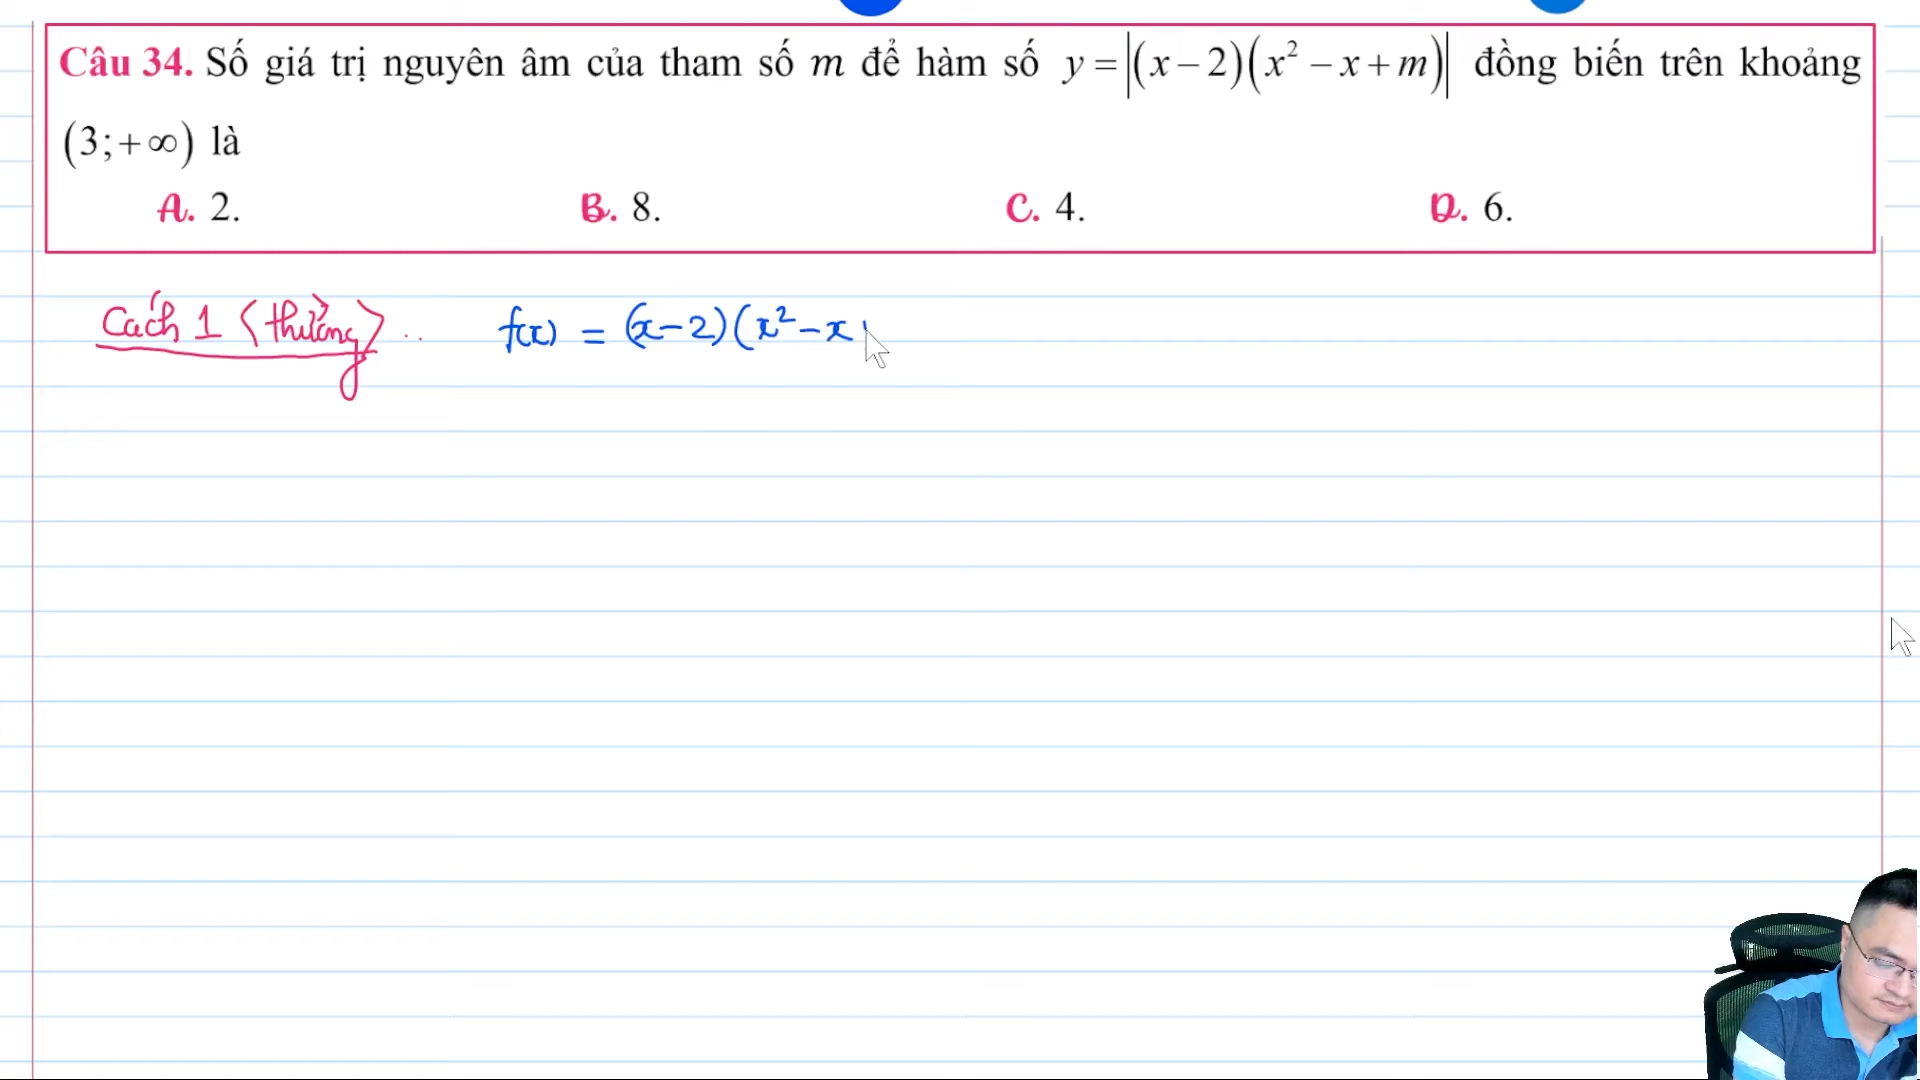 Câu 34. Số giá trị nguyên âm của tham số m để hàm số y = |(x − 2)(x² − x + m)| đồng biến trên khoảng
(3; + ∞) là
A. 2. B. 8. C. 4. D. 6.
Cách 1 <thường> .. f(x) = (x−2)(x²−x